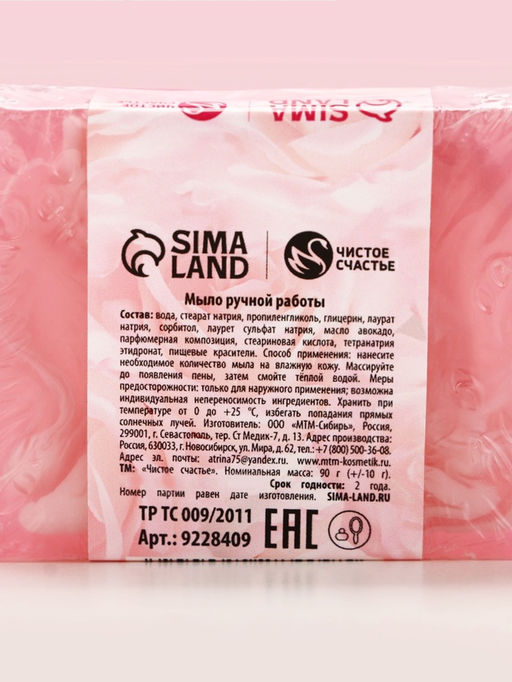 ЧИСТОЕ
SIMA
LAND
SIMA
LAND
ЧИСТОЕ
СЧАСТЬЕ
Мыло ручной работы
Состав: вода, стеарат натрия, пропиленгликоль, глицерин, лаурат
натрия, сорбитол, лаурет сульфат натрия, масло авокадо,
парфюмерная композиция, стеариновая кислота, тетранатрия
этидронат, пищевые красители. Способ применения: нанесите
необходимое количество мыла на влажную кожу. Массируйте
до появления пены, затем смойте тёплой водой. Меры
предосторожности: только для наружного применения; возможна
индивидуальная непереносимость ингредиентов. Хранить при
температуре от 0 до +25 °С, избегать попадания прямых
солнечных лучей. Изготовитель: ООО «МТМ-Сибирь», Россия,
299001, г. Севастополь, тер. Ст Медик-7, д. 13. Адрес производства:
Россия, 630033, г. Новосибирск, ул. Мира, д. 62, тел.: +7 (800) 500-36-08.
Адрес эл. почты: atrina75@yandex.ru. www.mtm-kosmetik.ru.
ТМ: «Чистое счастье». Номинальная масса: 90 г (+/-10 г).
Срок годности: 2 года.
Номер партии равен дате изготовления. SIMA-LAND.RU
ТР ТС 009/2011
Арт.: 9228409
EAC